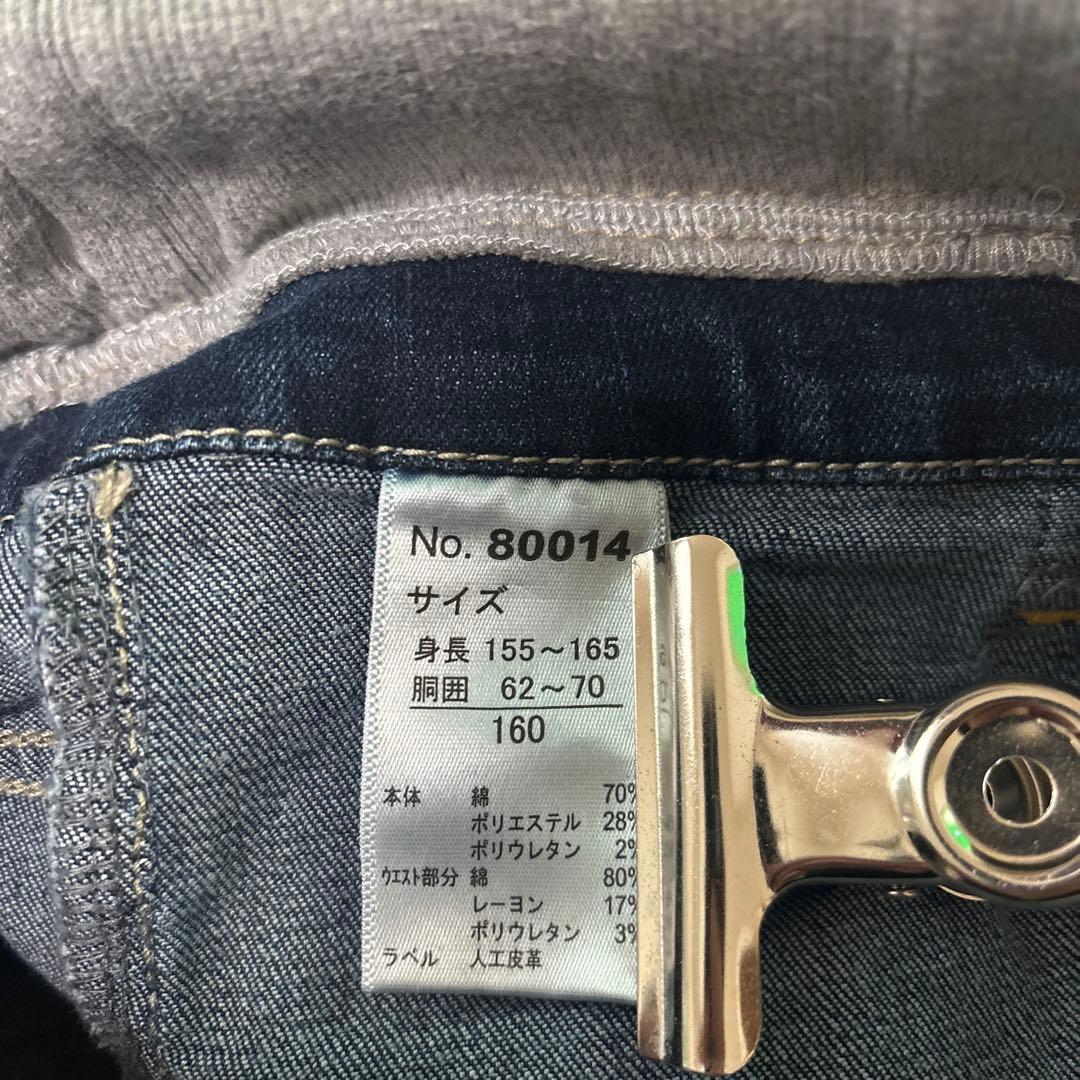 No. 80014
サイズ
身長 155～165
胴囲 62～70
160
本体 綿 70%
ポリエステル 28%
ポリウレタン 2%
ウエスト部分 綿 80%
レーヨン 17%
ポリウレタン 3%
ラベル 人工皮革